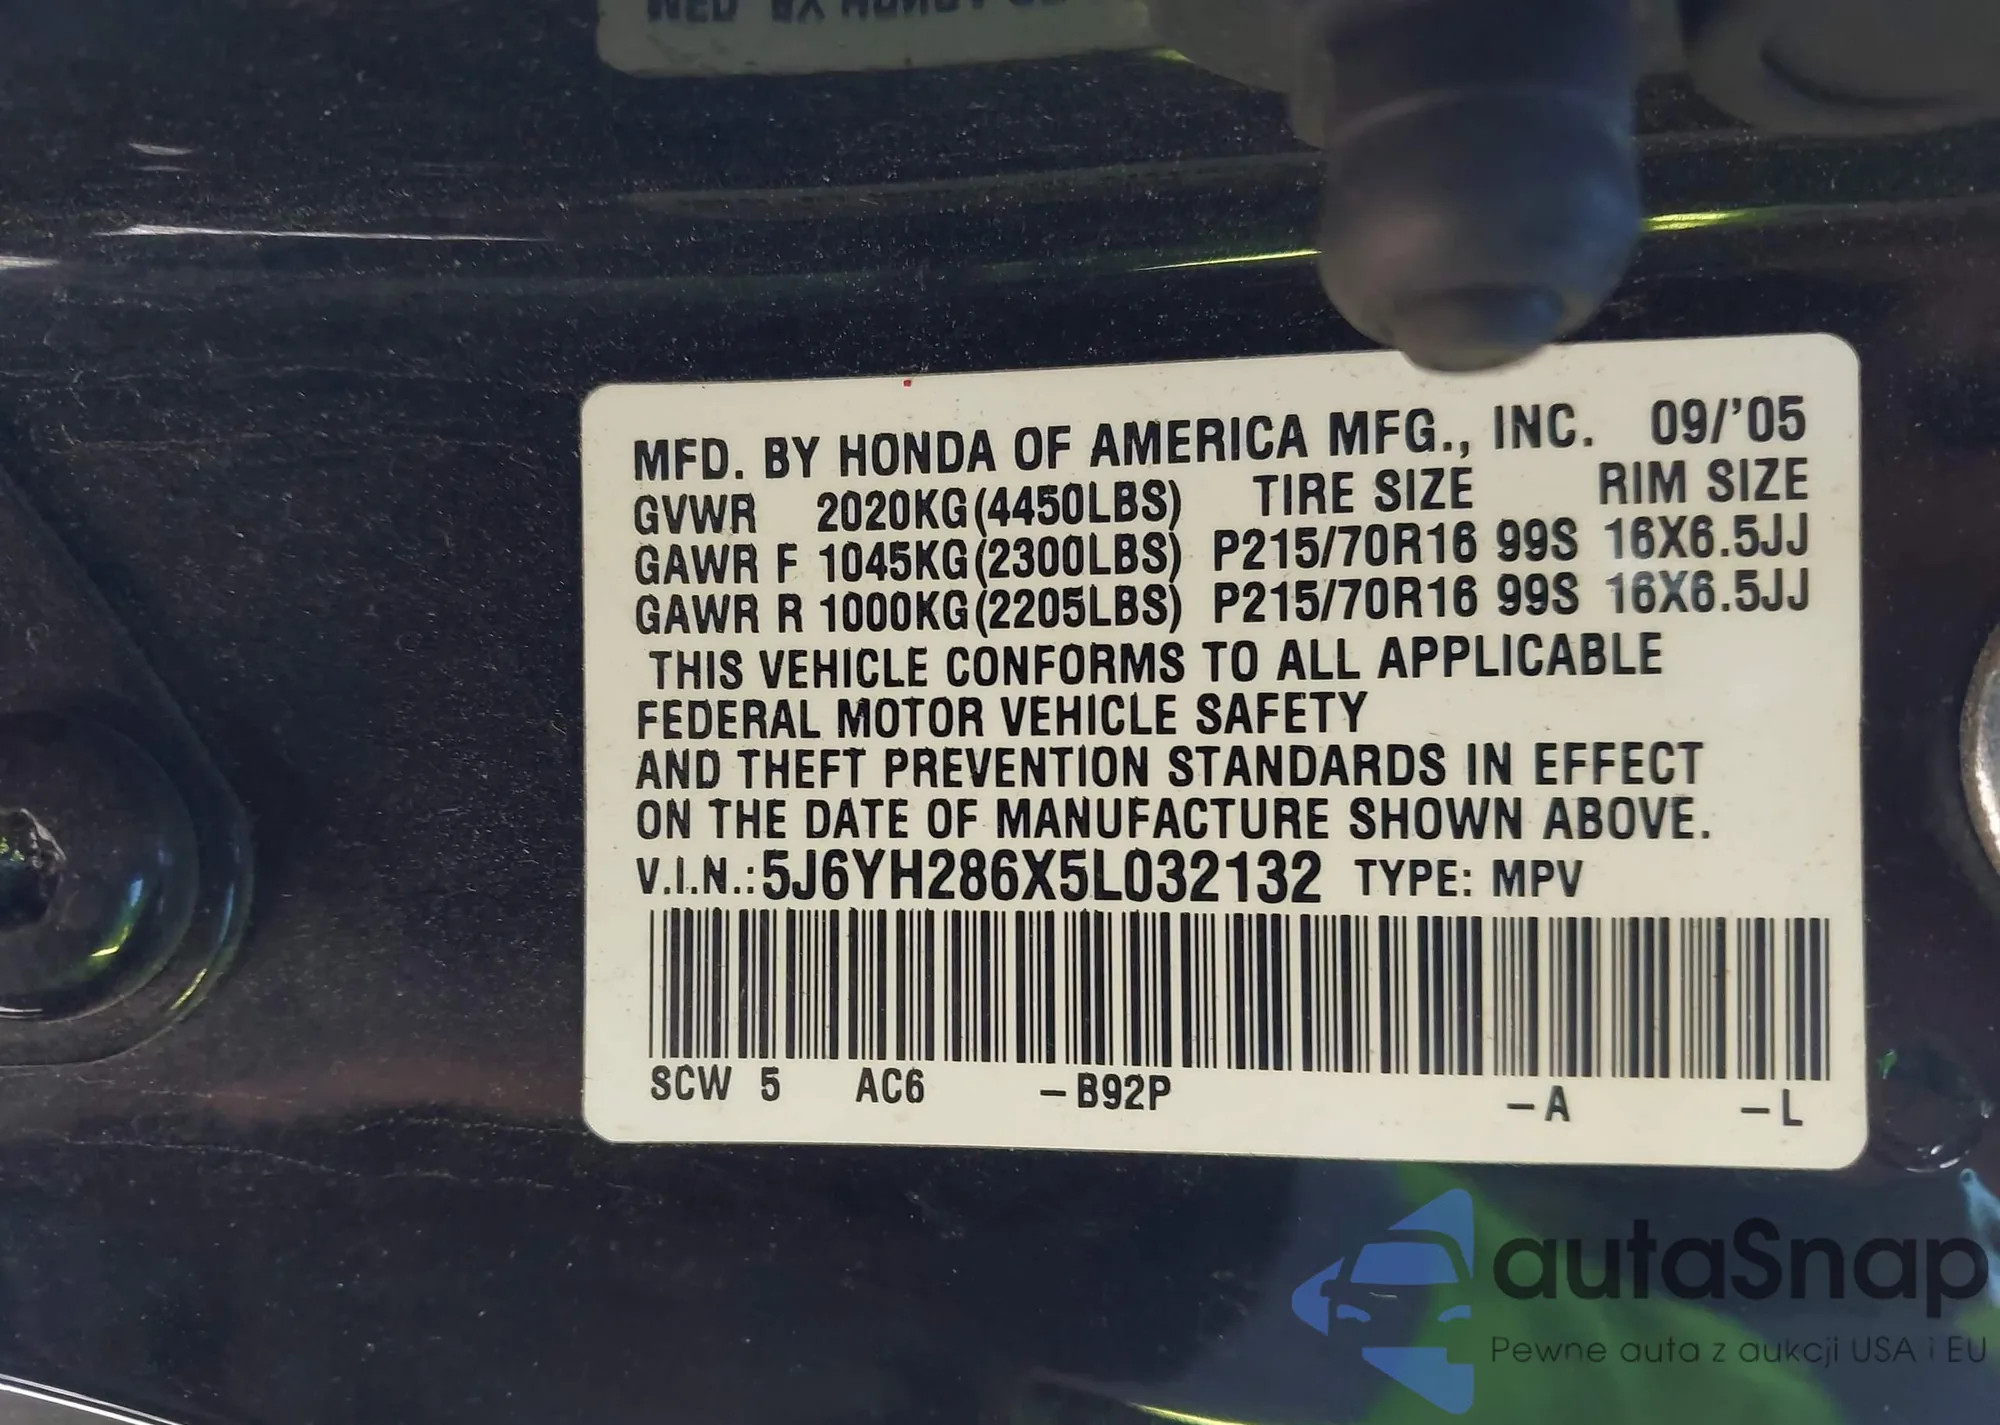 MFD. BY HONDA OF AMERICA MFG., INC. 09/'05
GVWR 2020KG(4450LBS) TIRE SIZE RIM SIZE
GAWR F 1045KG(2300LBS) P215/70R16 99S 16X6.5JJ
GAWR R 1000KG(2205LBS) P215/70R16 99S 16X6.5JJ
THIS VEHICLE CONFORMS TO ALL APPLICABLE
FEDERAL MOTOR VEHICLE SAFETY
AND THEFT PREVENTION STANDARDS IN EFFECT
ON THE DATE OF MANUFACTURE SHOWN ABOVE.
V.I.N.:5J6YH286X5L032132 TYPE: MPV
SCW 5 AC6 -B92P -A -L
autaSnap
Pewne auta z aukcji USA i EU